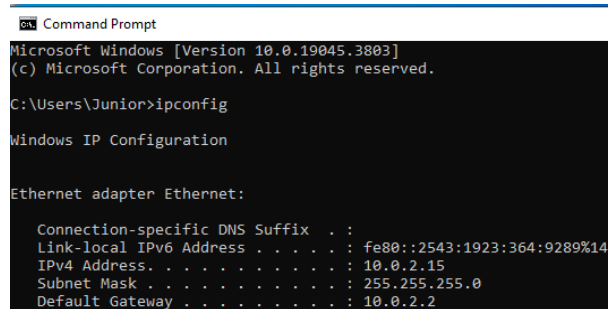 Command Prompt
Microsoft Windows [Version 10.0.19045.3803]
(c) Microsoft Corporation. All rights reserved.
C:\Users\Junior>ipconfig
Windows IP Configuration
Ethernet adapter Ethernet:
Connection-specific DNS Suffix . :
Link-local IPv6 Address . . . . . : fe80::2543:1923:364:9289%14
IPv4 Address. . . . . . . . . . . : 10.0.2.15
Subnet Mask . . . . . . . . . . . : 255.255.255.0
Default Gateway . . . . . . . . . : 10.0.2.2